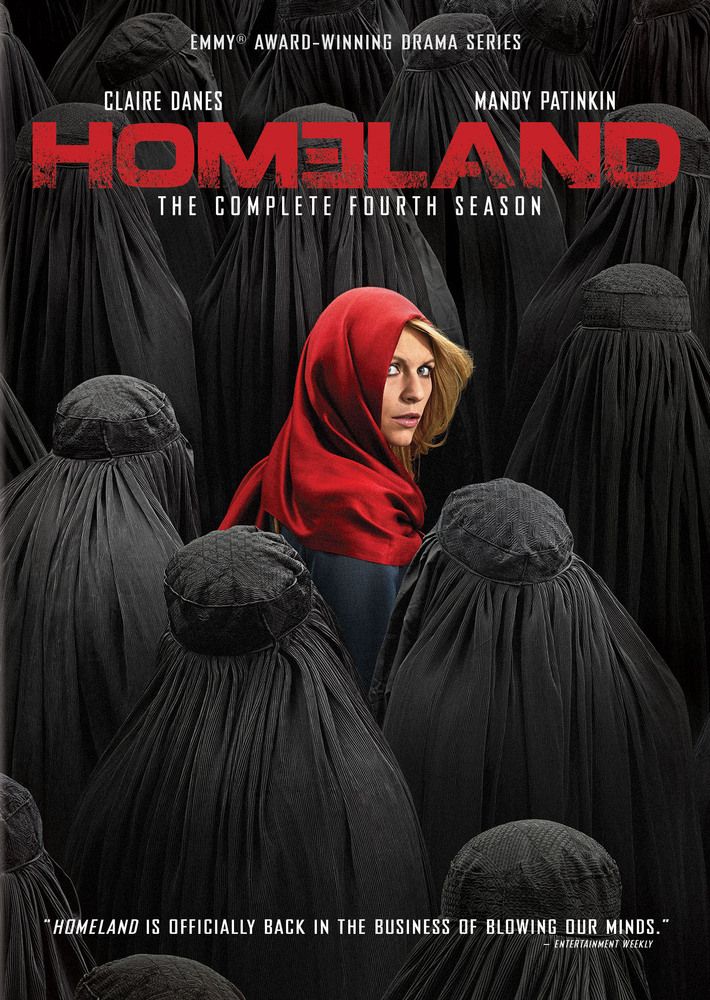 EMMY® AWARD-WINNING DRAMA SERIES
CLAIRE DANES MANDY PATINKIN
HOMELAND
THE COMPLETE FOURTH SEASON
"HOMELAND IS OFFICIALLY BACK IN THE BUSINESS OF BLOWING OUR MINDS."
– ENTERTAINMENT WEEKLY